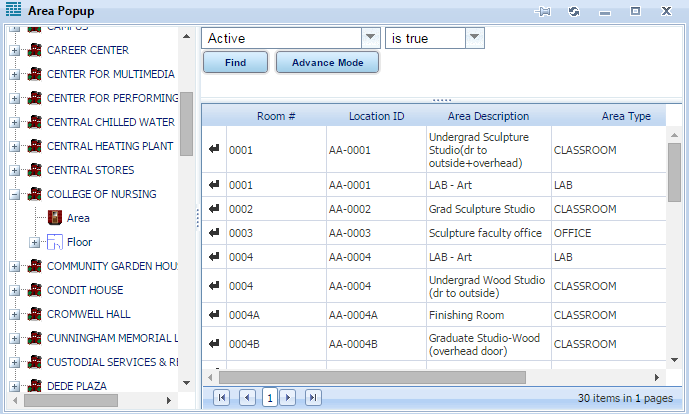 Area Popup
CAMPUS
CAREER CENTER
CENTER FOR MULTIMEDIA
CENTER FOR PERFORMING
CENTRAL CHILLED WATER
CENTRAL HEATING PLANT
CENTRAL STORES
COLLEGE OF NURSING
Area
Floor
COMMUNITY GARDEN HOU
CONDIT HOUSE
CROMWELL HALL
CUNNINGHAM MEMORIAL L
CUSTODIAL SERVICES & RE
DEDE PLAZA
Active is true
Find Advance Mode
Room # Location ID Area Description Area Type
0001 AA-0001 Undergrad Sculpture
Studio(dr to
outside+overhead) CLASSROOM
0001 AA-0001 LAB - Art LAB
0002 AA-0002 Grad Sculpture Studio CLASSROOM
0003 AA-0003 Sculpture faculty office OFFICE
0004 AA-0004 LAB - Art LAB
0004 AA-0004 Undergrad Wood Studio
(dr to outside) CLASSROOM
0004A AA-0004A Finishing Room CLASSROOM
0004B AA-0004B Graduate Studio-Wood
(overhead door) CLASSROOM
1 30 items in 1 pages